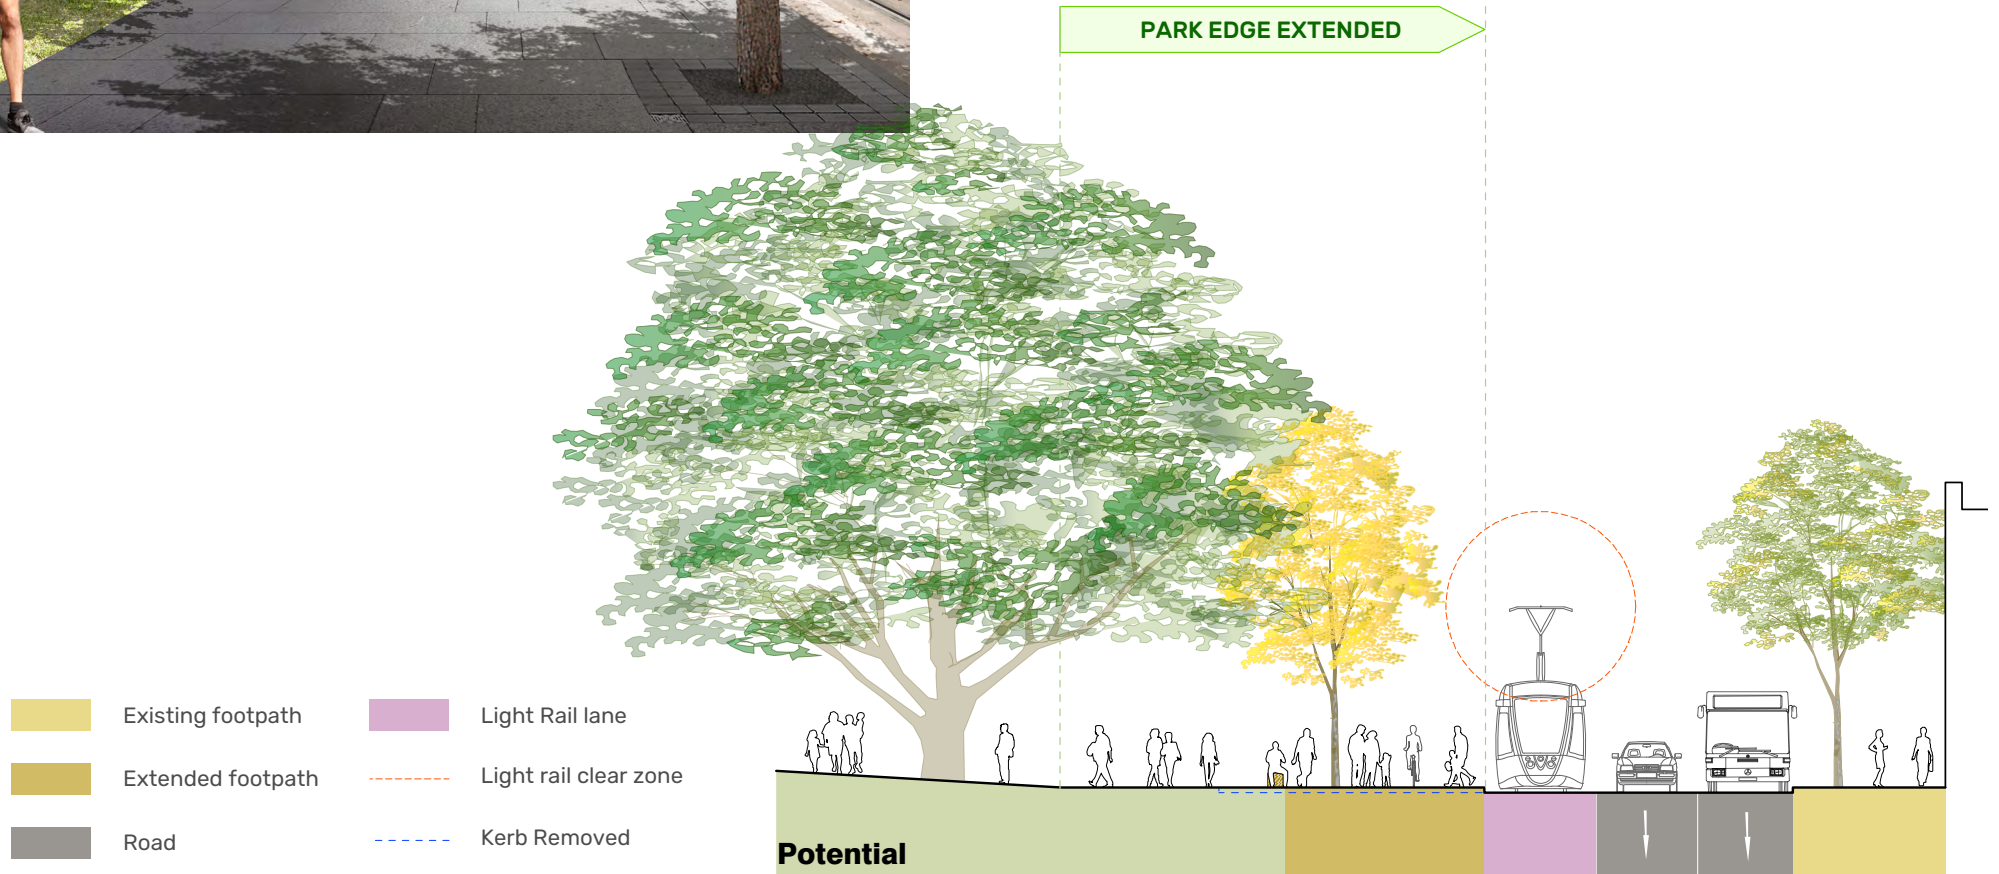 PARK EDGE EXTENDED
Existing footpath
Light Rail lane
Extended footpath
Light rail clear zone
Road
Kerb Removed
Potential